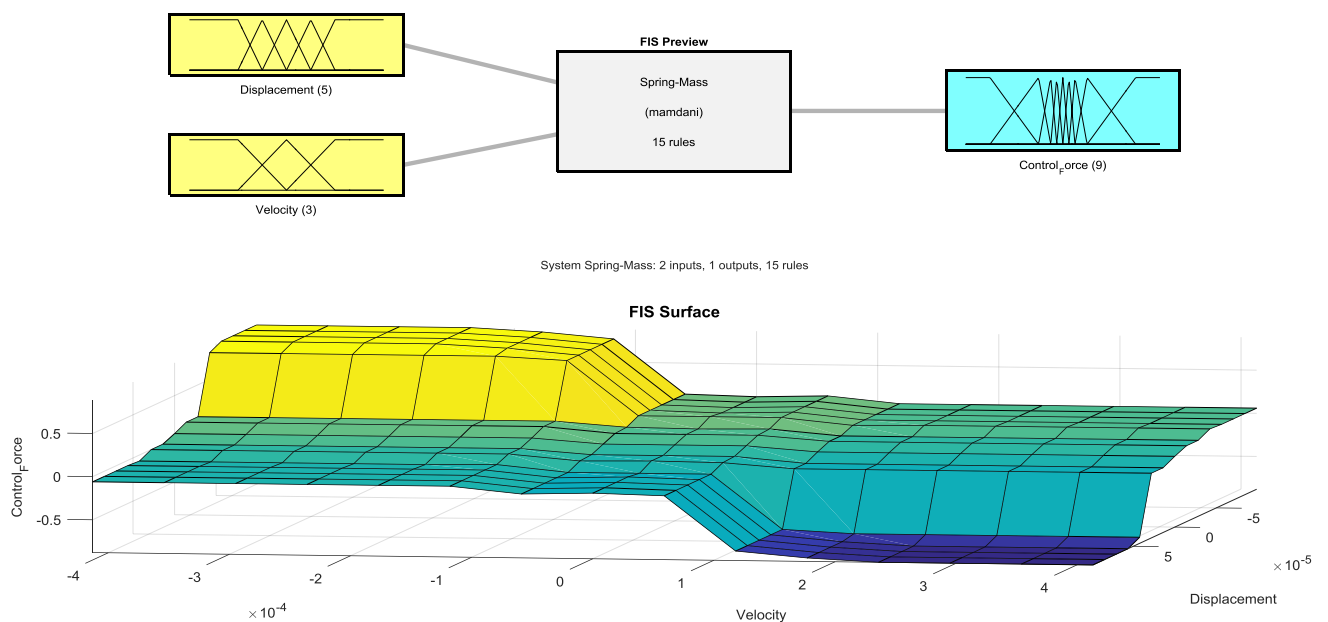 FIS Preview
Displacement (5)
Spring-Mass
(mamdani)
15 rules
Velocity (3)
Control_Force (9)
System Spring-Mass: 2 inputs, 1 outputs, 15 rules
FIS Surface
Control_Force
0.5
0
-0.5
-4
-3
-2
-1
0
1
2
3
4
×10^-4
Velocity
5
0
-5
×10^-5
Displacement